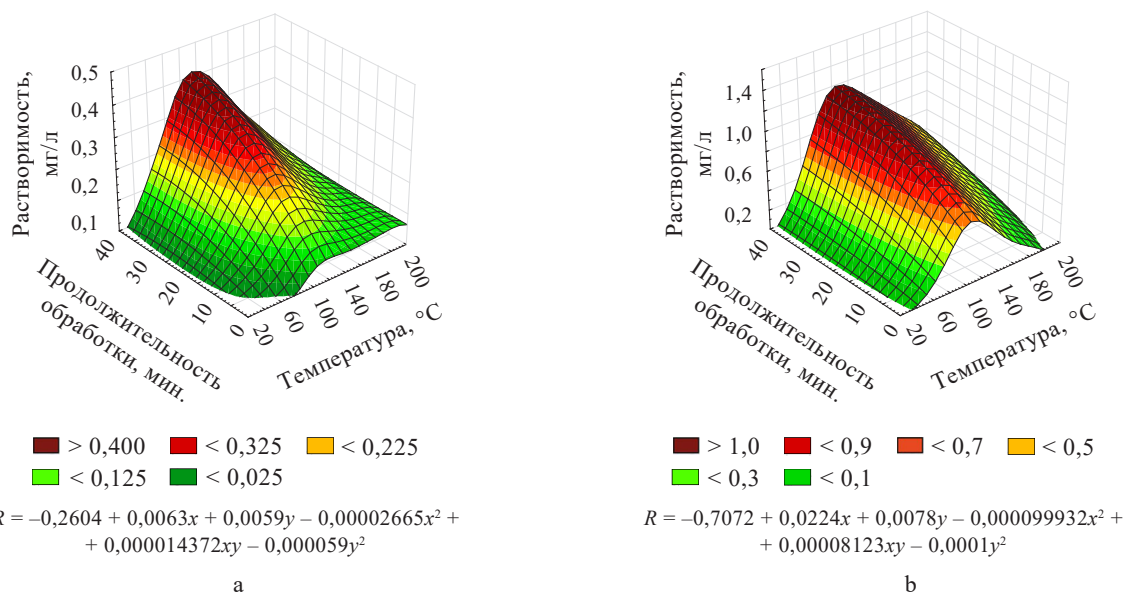 Растворимость,
мг/л
0,5
0,4
0,3
0,2
0,1
40
30
20
10
0
Продолжительность
обработки, мин.
20
60
100
140
180
200
Температура, °C
> 0,400 < 0,325 < 0,225
< 0,125 < 0,025
R = –0,2604 + 0,0063x + 0,0059y – 0,00002665x² +
+ 0,000014372xy – 0,000059y²
a
Растворимость,
мг/л
1,4
1,0
0,6
0,2
40
30
20
10
0
Продолжительность
обработки, мин.
20
60
100
140
180
200
Температура, °C
> 1,0 < 0,9 < 0,7 < 0,5
< 0,3 < 0,1
R = –0,7072 + 0,0224x + 0,0078y – 0,000099932x² +
+ 0,00008123xy – 0,0001y²
b